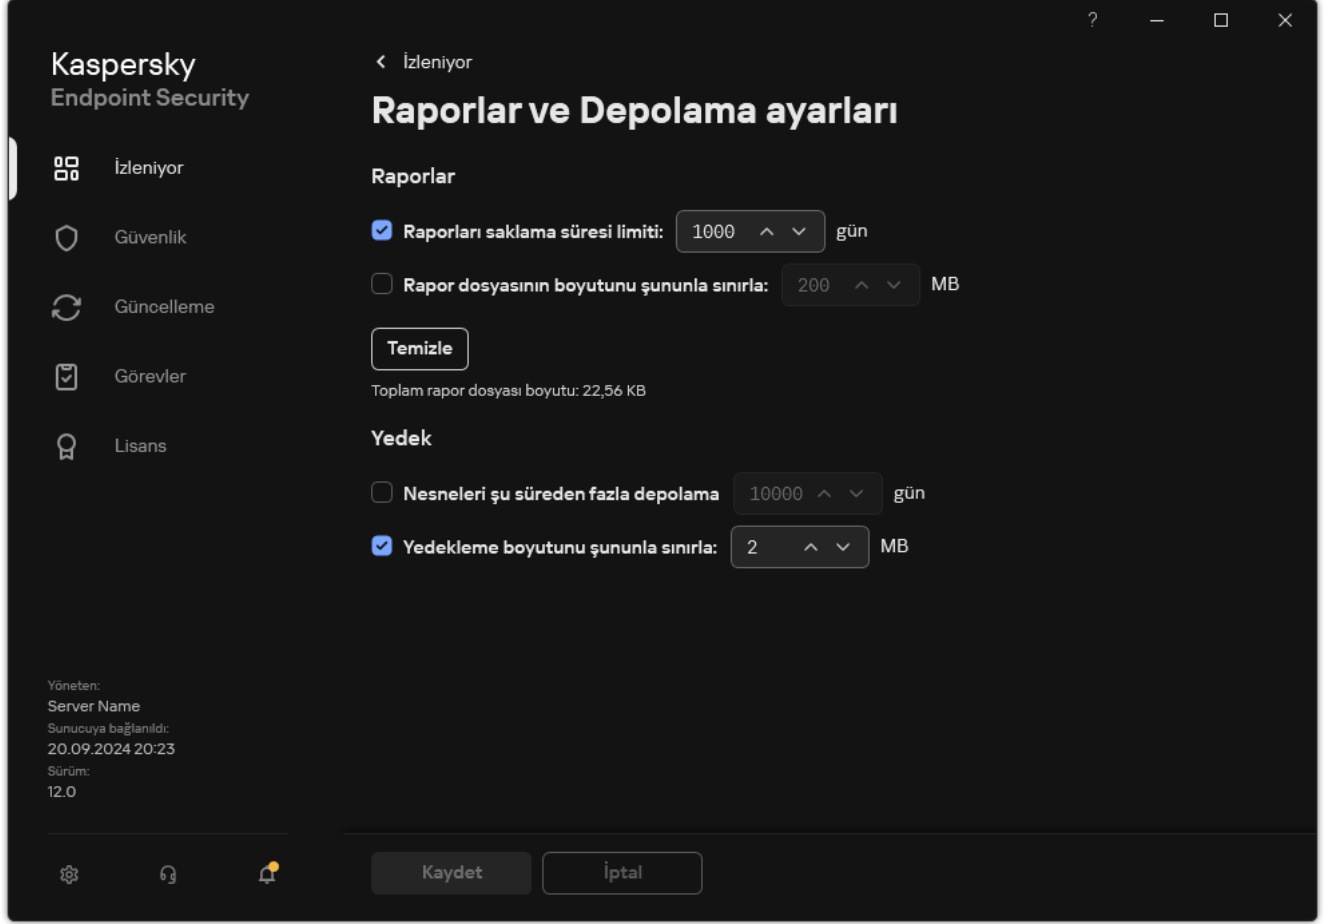 ?
Kaspersky
Endpoint Security
İzleniyor
Güvenlik
Güncelleme
Görevler
Lisans
Yöneten:
Server Name
Sunucuya bağlanıldı:
20.09.2024 20:23
Sürüm:
12.0
İzleniyor
Raporlar ve Depolama ayarları
Raporlar
Raporları saklama süresi limiti: 1000 gün
Rapor dosyasının boyutunu şununla sınırla: 200 MB
Temizle
Toplam rapor dosyası boyutu: 22,56 KB
Yedek
Nesneleri şu süreden fazla depolama 10000 gün
Yedekleme boyutunu şununla sınırla: 2 MB
Kaydet İptal